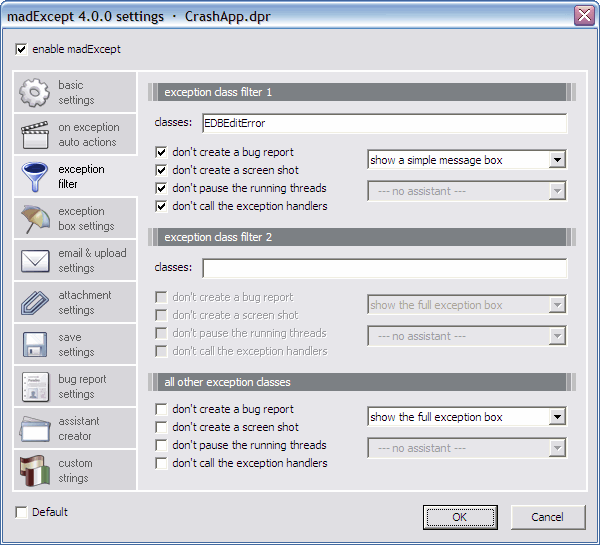 madExcept 4.0.0 settings · CrashApp.dpr
enable madExcept
basic
settings
on exception
auto actions
exception
filter
exception
box settings
email & upload
settings
attachment
settings
save
settings
bug report
settings
assistant
creator
custom
strings
exception class filter 1
classes: EDBEditError
don't create a bug report
show a simple message box
don't create a screen shot
don't pause the running threads
--- no assistant ---
don't call the exception handlers
exception class filter 2
classes:
don't create a bug report
show the full exception box
don't create a screen shot
don't pause the running threads
--- no assistant ---
don't call the exception handlers
all other exception classes
don't create a bug report
show the full exception box
don't create a screen shot
don't pause the running threads
--- no assistant ---
don't call the exception handlers
Default
OK
Cancel